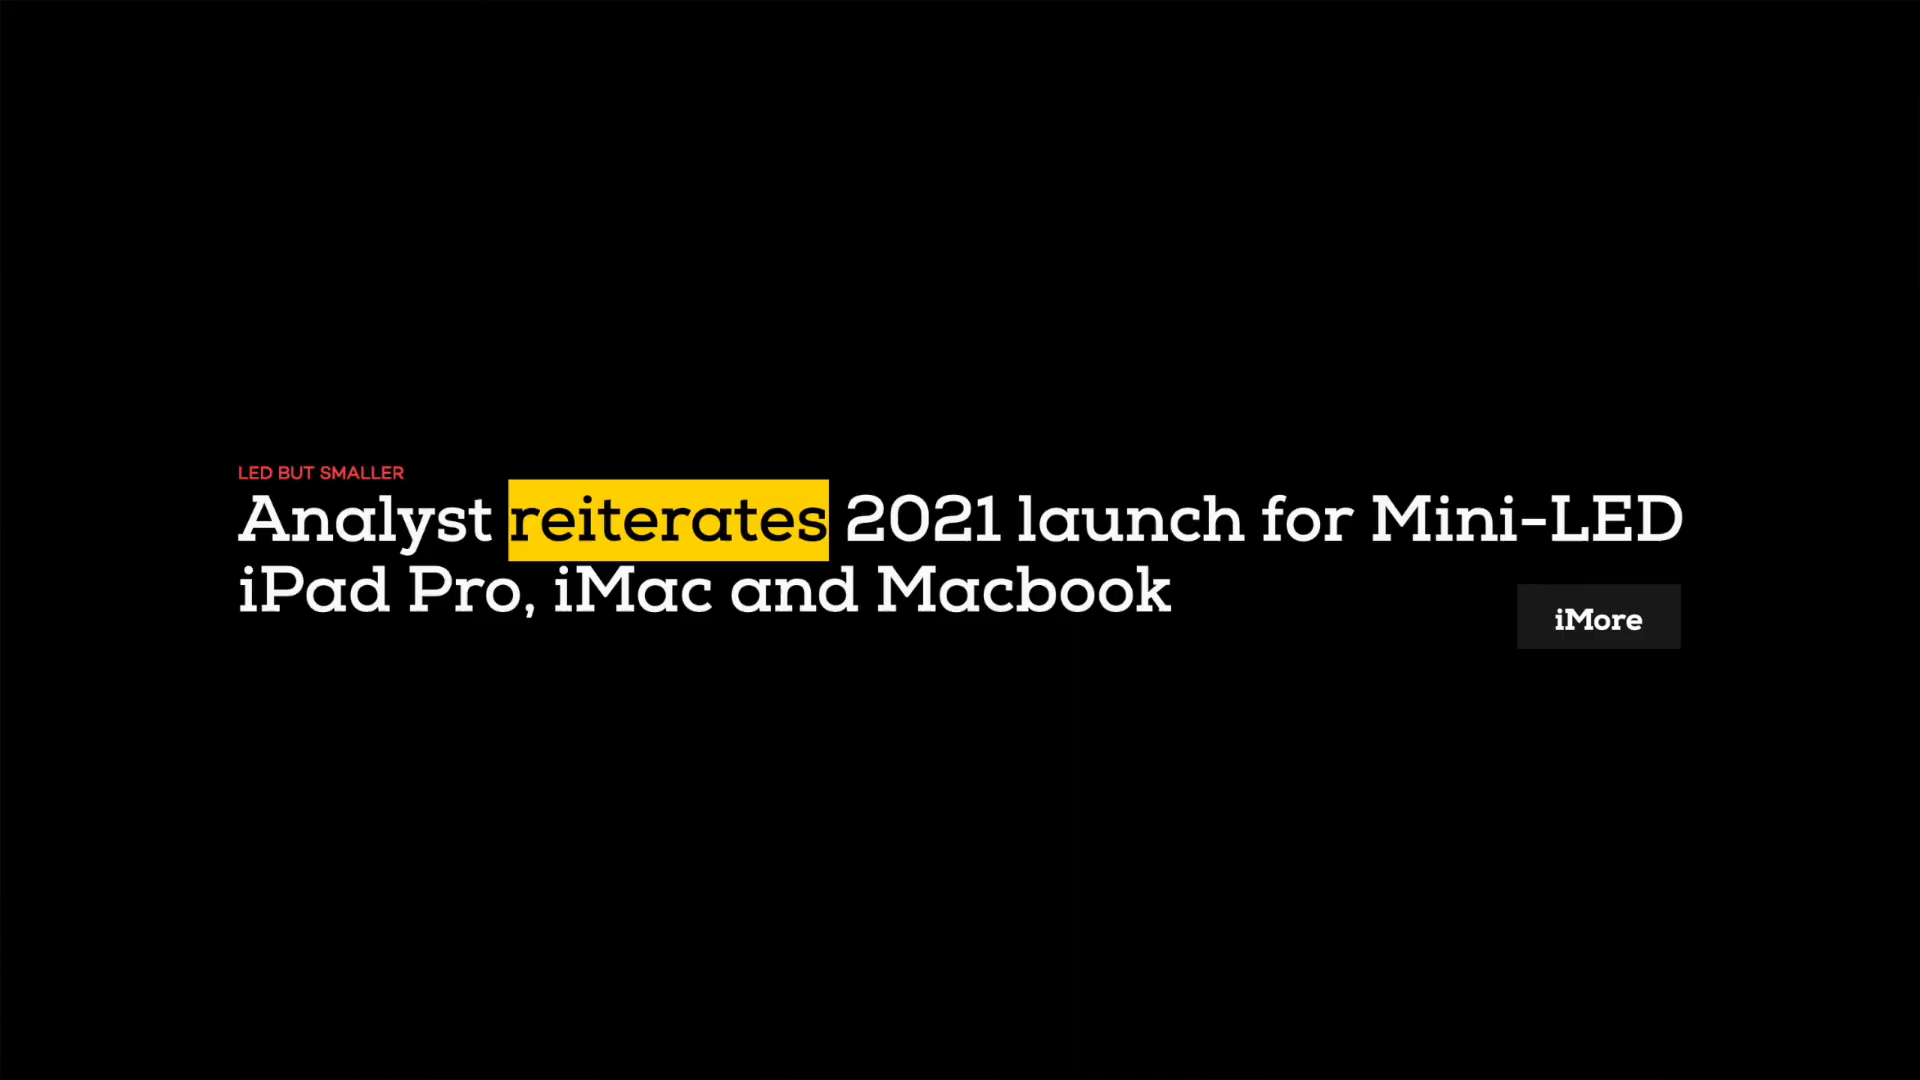 LED BUT SMALLER
Analyst reiterates 2021 launch for Mini-LED
iPad Pro, iMac and Macbook
iMore